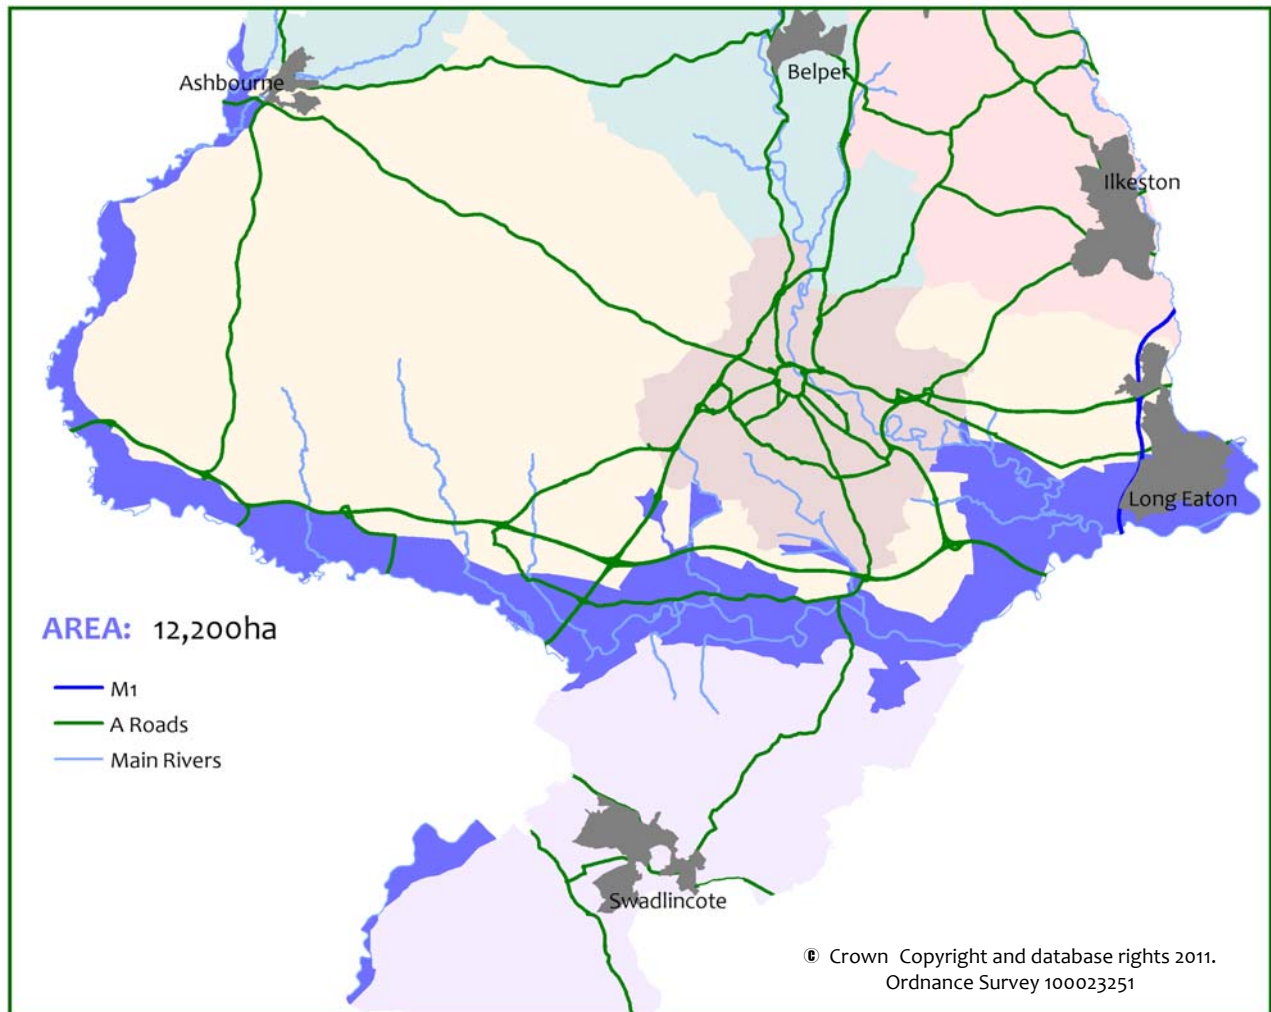 Ashbourne
Belper
Ilkeston
Long Eaton
AREA: 12,200ha
M1
A Roads
Main Rivers
Swadlincote
© Crown Copyright and database rights 2011.
Ordnance Survey 100023251